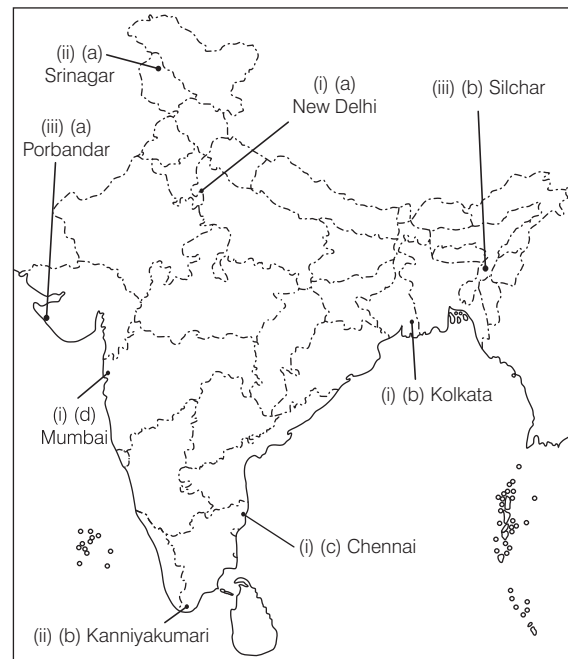 (ii) (a)
Srinagar
(i) (a)
New Delhi
(iii) (b) Silchar
(iii) (a)
Porbandar
(i) (b) Kolkata
(i) (d)
Mumbai
(i) (c) Chennai
(ii) (b) Kanniyakumari